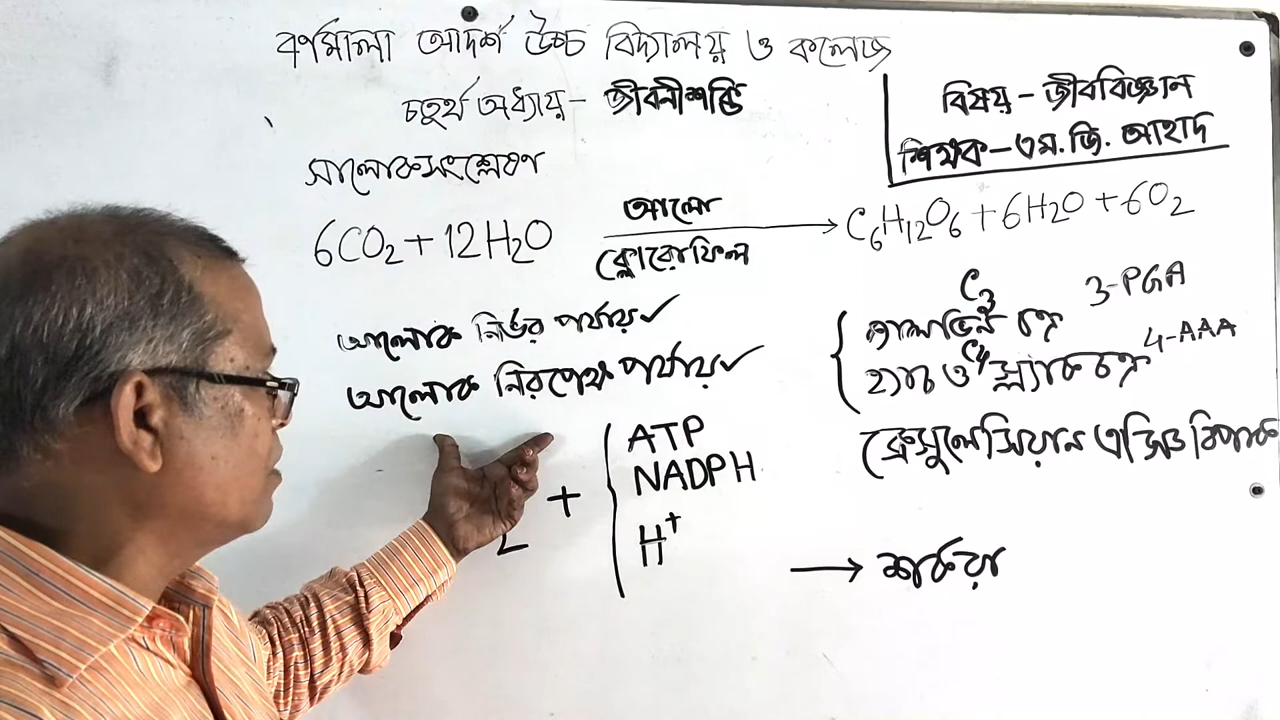 বর্ণমালা আদর্শ উচ্চ বিদ্যালয় ও কলেজ
চতুর্থ অধ্যায় - জীবনীশক্তি
বিষয় - জীববিজ্ঞান
শিক্ষক - এম. জি. আহাদ
সালোকসংশ্লেষণ
আলো
6CO₂ + 12H₂O ⟶ C₆H₁₂O₆ + 6H₂O + 6O₂
ক্লোরোফিল
আলোক নির্ভর পর্যায় ✓
আলোক নিরপেক্ষ পর্যায় ✓
C₃ 3-PGA
ক্যালভিন চক্র
C₄ 4-AAA
হ্যাচ ও স্ল্যাক চক্র
ক্রেসুলেসিয়ান এসিড বিপাক
ATP
NADPH
+
H⁺
→ শর্করা